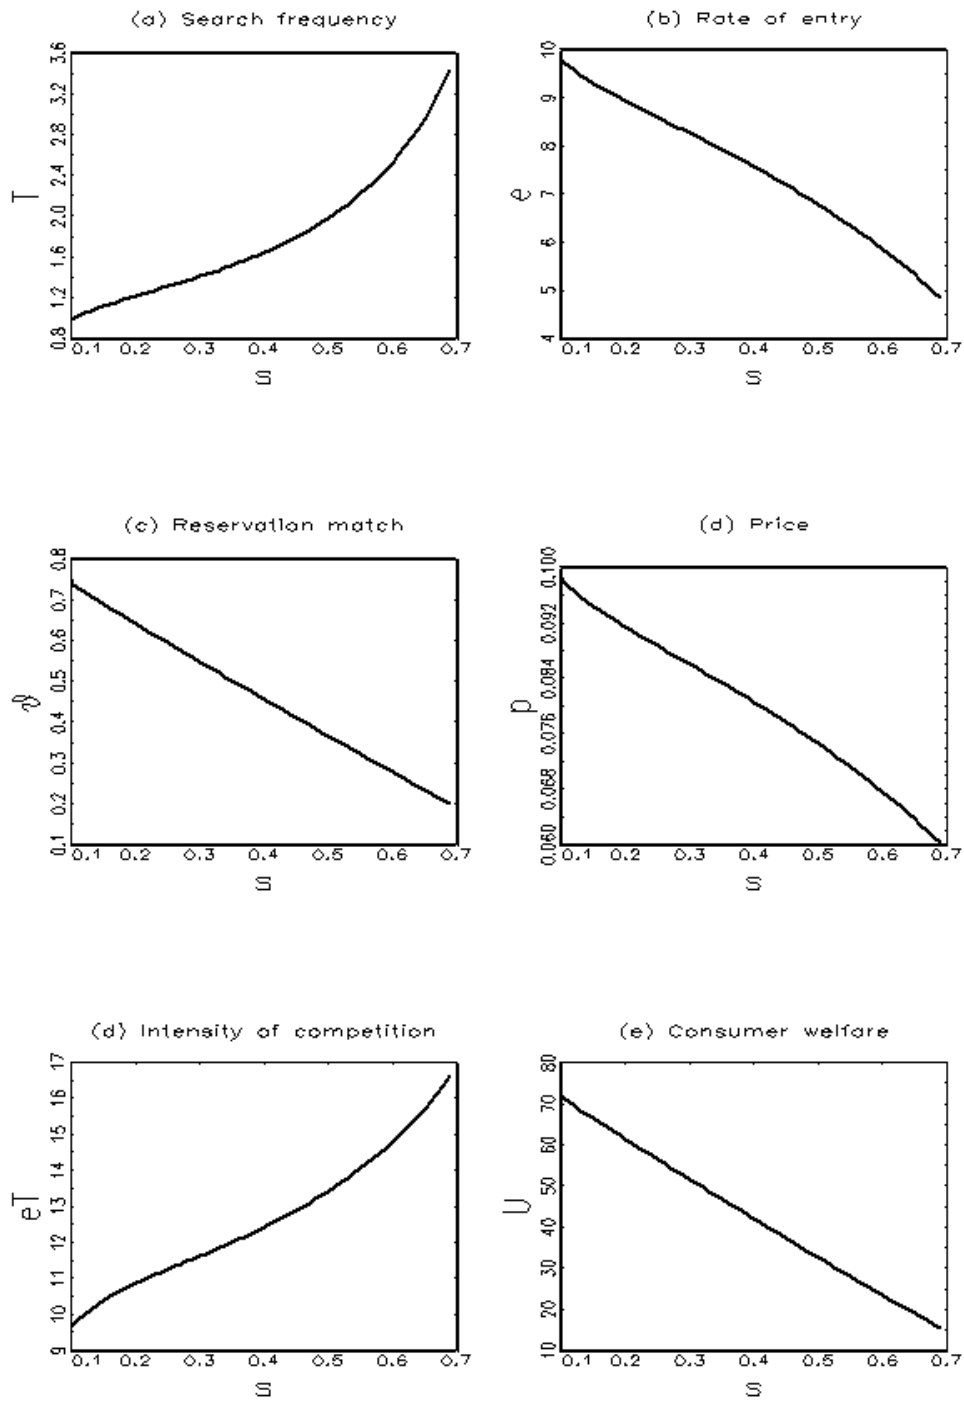 (a) Search frequency
T
3.6
3.2
2.8
2.4
2.0
1.6
1.2
0.8
0.1 0.2 0.3 0.4 0.5 0.6 0.7
S
(b) Rate of entry
e
10
9
8
7
6
5
4
0.1 0.2 0.3 0.4 0.5 0.6 0.7
S
(c) Reservation match
ϑ
0.8
0.7
0.6
0.5
0.4
0.3
0.2
0.1
0.1 0.2 0.3 0.4 0.5 0.6 0.7
S
(d) Price
p
0.100
0.092
0.084
0.076
0.068
0.060
0.1 0.2 0.3 0.4 0.5 0.6 0.7
S
(d) Intensity of competition
eT
17
16
15
14
13
12
11
10
9
0.1 0.2 0.3 0.4 0.5 0.6 0.7
S
(e) Consumer welfare
U
80
70
60
50
40
30
20
10
0.1 0.2 0.3 0.4 0.5 0.6 0.7
S